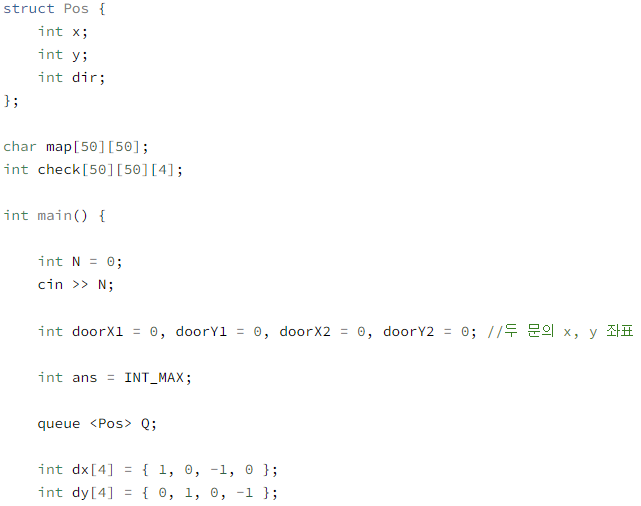 struct Pos {
int x;
int y;
int dir;
};
char map[50][50];
int check[50][50][4];
int main() {
int N = 0;
cin >> N;
int doorX1 = 0, doorY1 = 0, doorX2 = 0, doorY2 = 0; //두 문의 x, y 좌표
int ans = INT_MAX;
queue <Pos> Q;
int dx[4] = { 1, 0, -1, 0 };
int dy[4] = { 0, 1, 0, -1 };